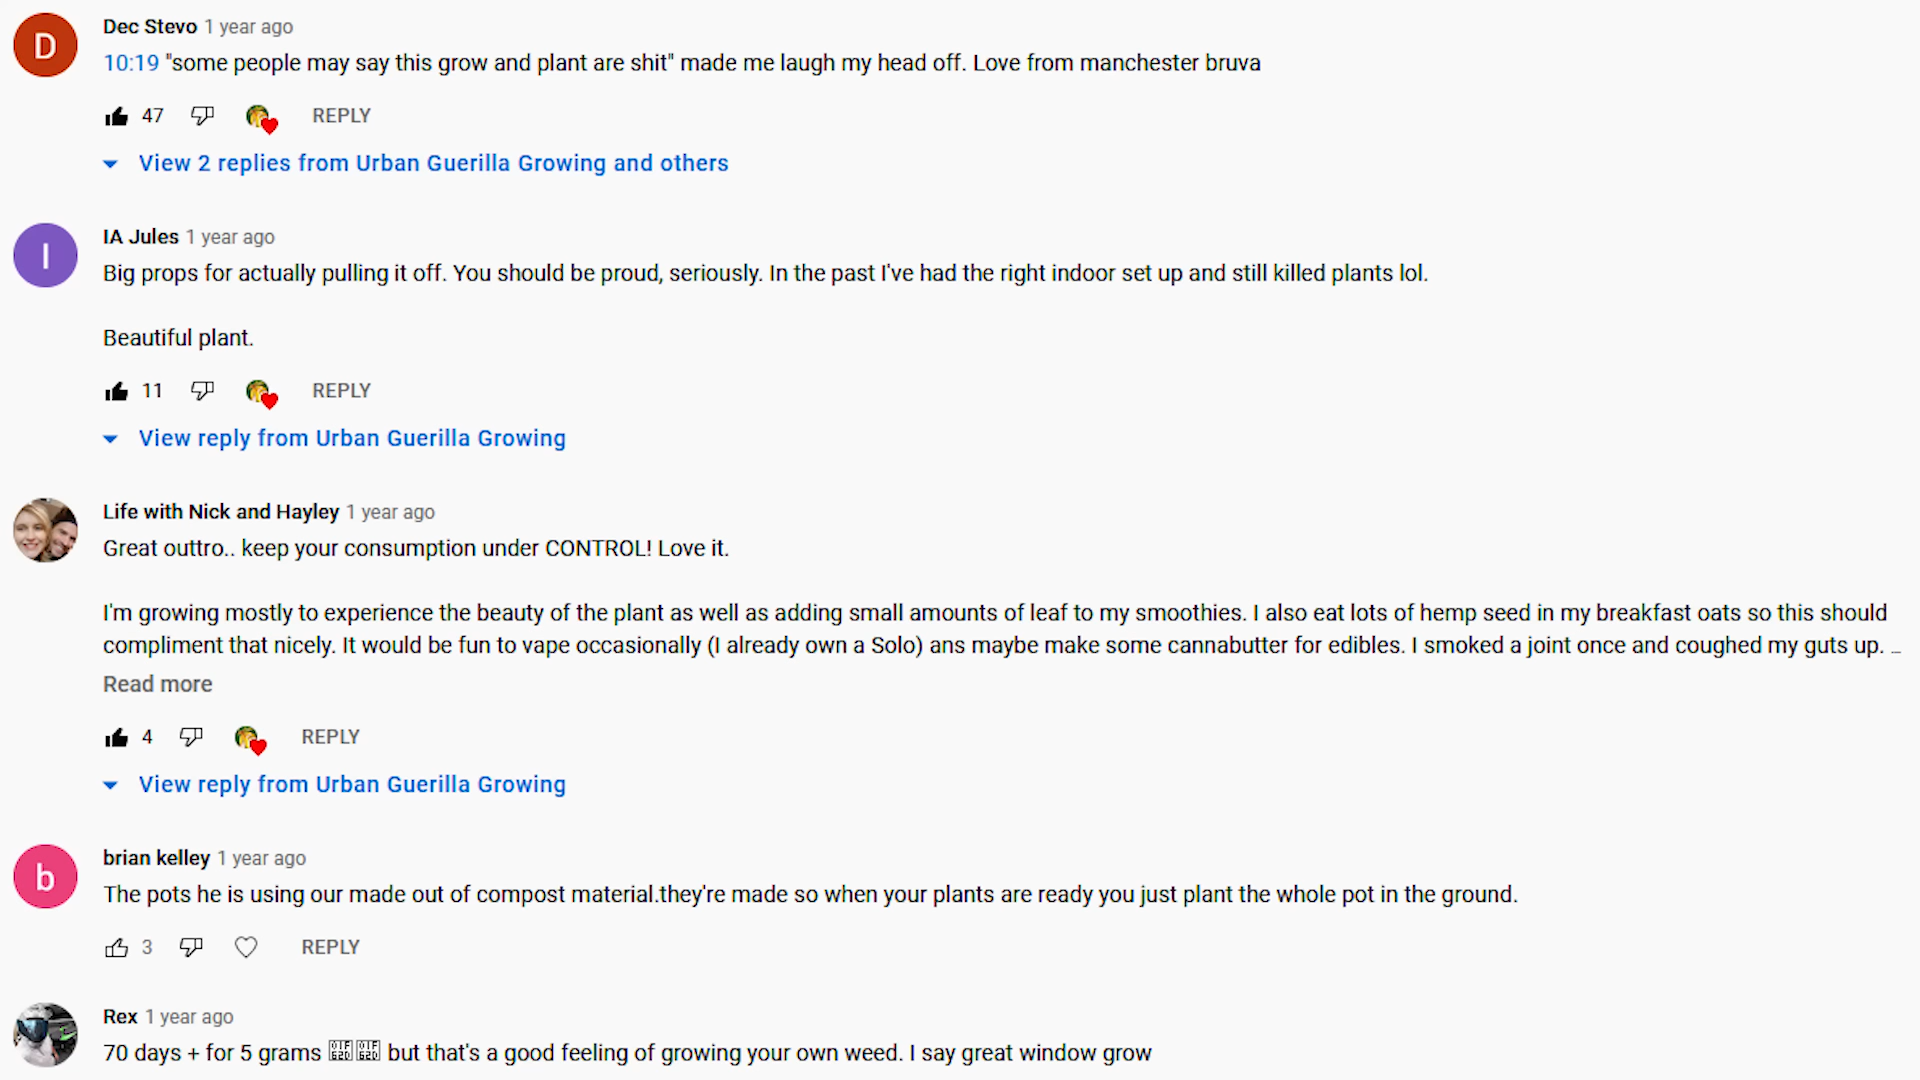 D
Dec Stevo 1 year ago
10:19 "some people may say this grow and plant are shit" made me laugh my head off. Love from manchester bruva
47 REPLY
View 2 replies from Urban Guerilla Growing and others
I
IA Jules 1 year ago
Big props for actually pulling it off. You should be proud, seriously. In the past I've had the right indoor set up and still killed plants lol.
Beautiful plant.
11 REPLY
View reply from Urban Guerilla Growing
Life with Nick and Hayley 1 year ago
Great outtro.. keep your consumption under CONTROL! Love it.
I'm growing mostly to experience the beauty of the plant as well as adding small amounts of leaf to my smoothies. I also eat lots of hemp seed in my breakfast oats so this should
compliment that nicely. It would be fun to vape occasionally (I already own a Solo) ans maybe make some cannabutter for edibles. I smoked a joint once and coughed my guts up. …
Read more
4 REPLY
View reply from Urban Guerilla Growing
b
brian kelley 1 year ago
The pots he is using our made out of compost material.they're made so when your plants are ready you just plant the whole pot in the ground.
3 REPLY
Rex 1 year ago
70 days + for 5 grams but that's a good feeling of growing your own weed. I say great window grow